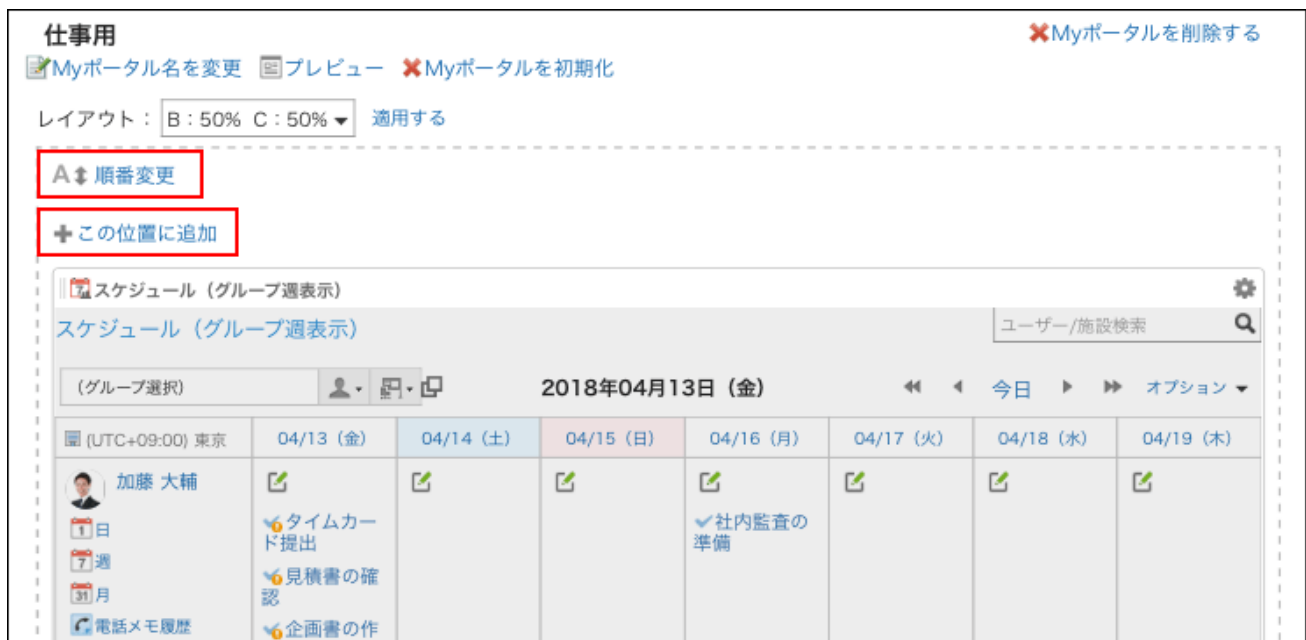 仕事用
✖Myポータルを削除する
Myポータル名を変更 プレビュー ✖Myポータルを初期化
レイアウト： B：50% C：50% 適用する
A 順番変更
+この位置に追加
スケジュール（グループ週表示）
スケジュール（グループ週表示）
ユーザー/施設検索
(グループ選択)
2018年04月13日（金）
今日
オプション
(UTC+09:00) 東京 04/13（金） 04/14（土） 04/15（日） 04/16（月） 04/17（火） 04/18（水） 04/19（木）
加藤 大輔
1 日
7 週
31 月
電話メモ履歴
タイムカー
ド提出
見積書の確
認
企画書の作
社内監査の
準備